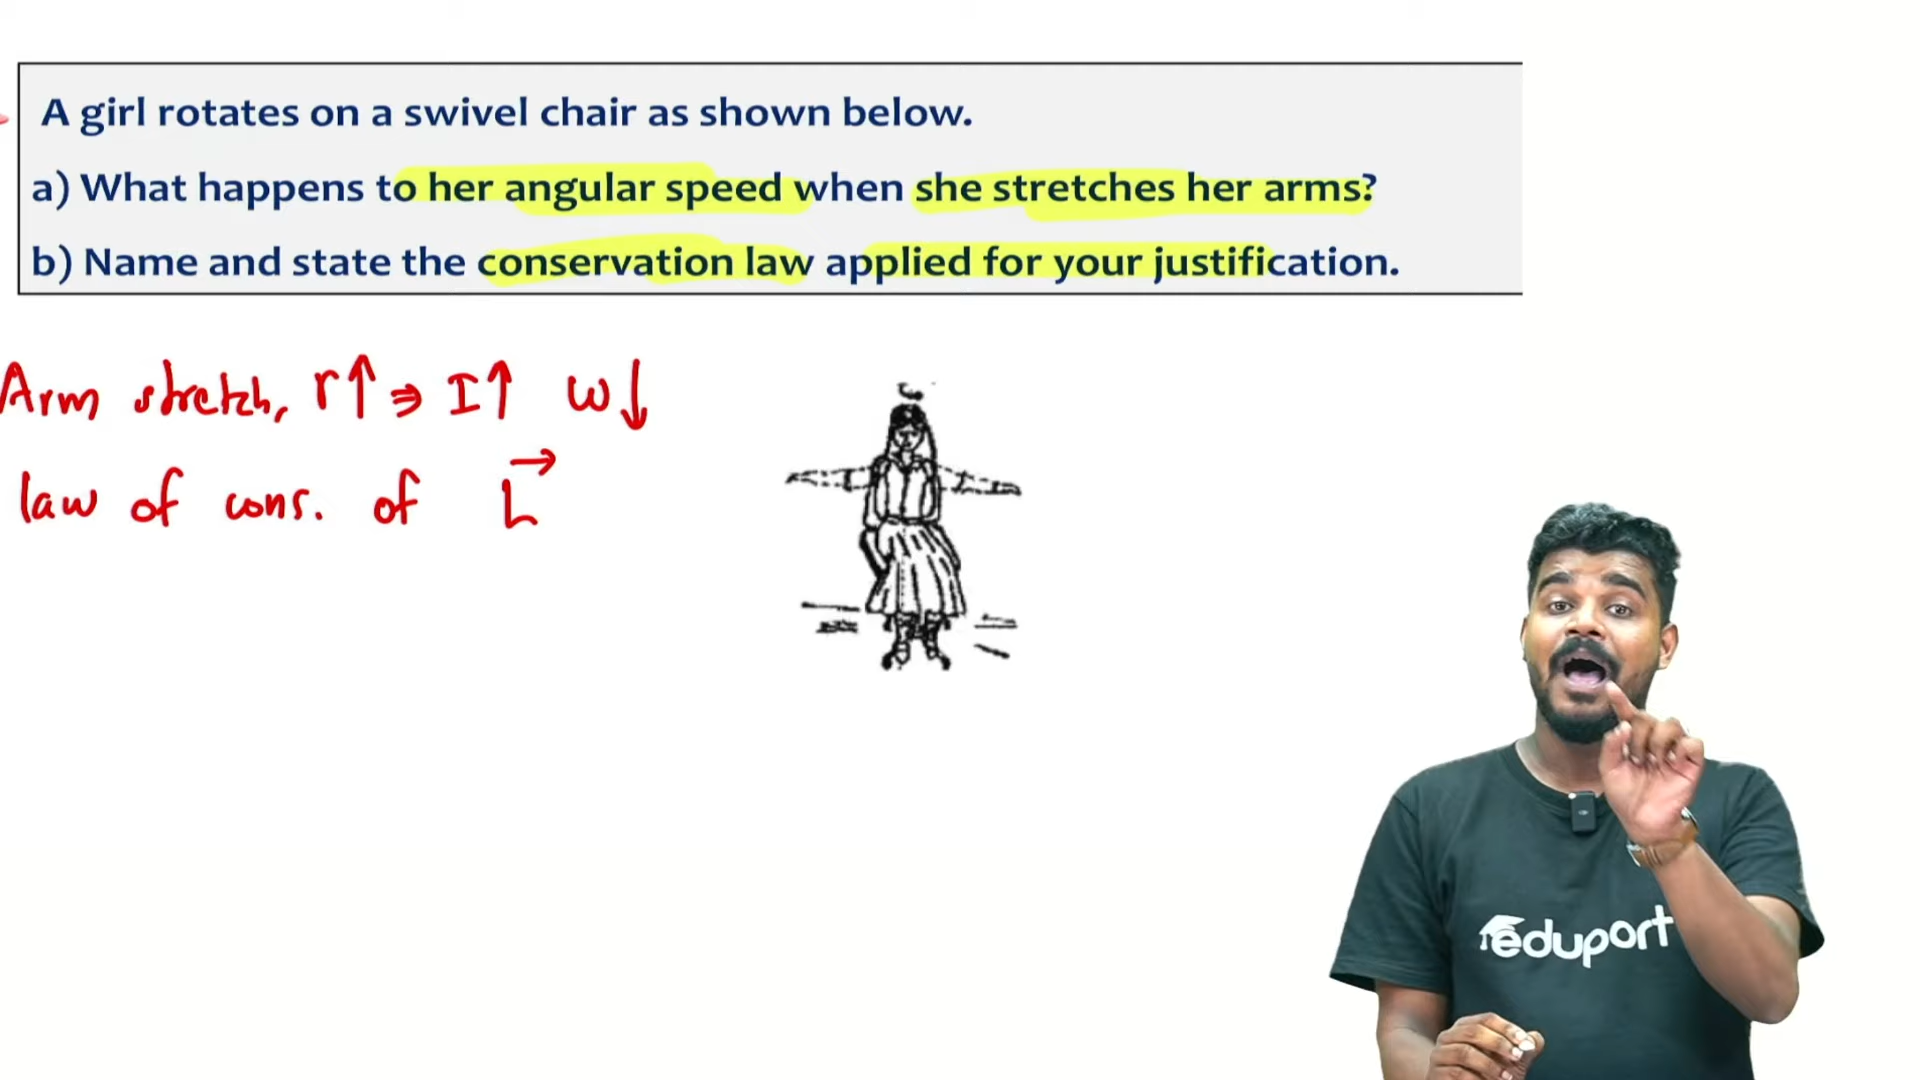 A girl rotates on a swivel chair as shown below.
a) What happens to her angular speed when she stretches her arms?
b) Name and state the conservation law applied for your justification.
Arm stretch, r↑ ⇒ I↑ ω↓
law of cons. of L→
eduport